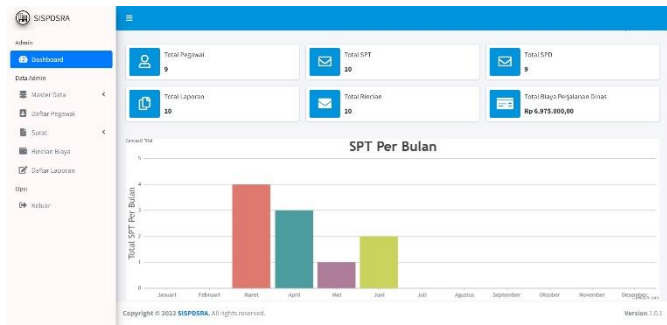 SISPDSRA
Admin
Dashboard
Data Admin
Master Data
Daftar Pegawai
Surat
Rincian Biaya
Daftar Laporan
Opsi
Keluar
Total Pegawai
9
Total SPT
10
Total SPD
9
Total Laporan
10
Total Rincian
10
Total Biaya Perjalanan Dinas
Rp 6.975.000,00
SPT Per Bulan
Total SPT Per Bulan
5
4
3
2
1
0
Januari Februari Maret April Mei Juni Juli Agustus September Oktober November Desember
Copyright © 2022 SISPDSRA. All rights reserved.
Version 1.0.1